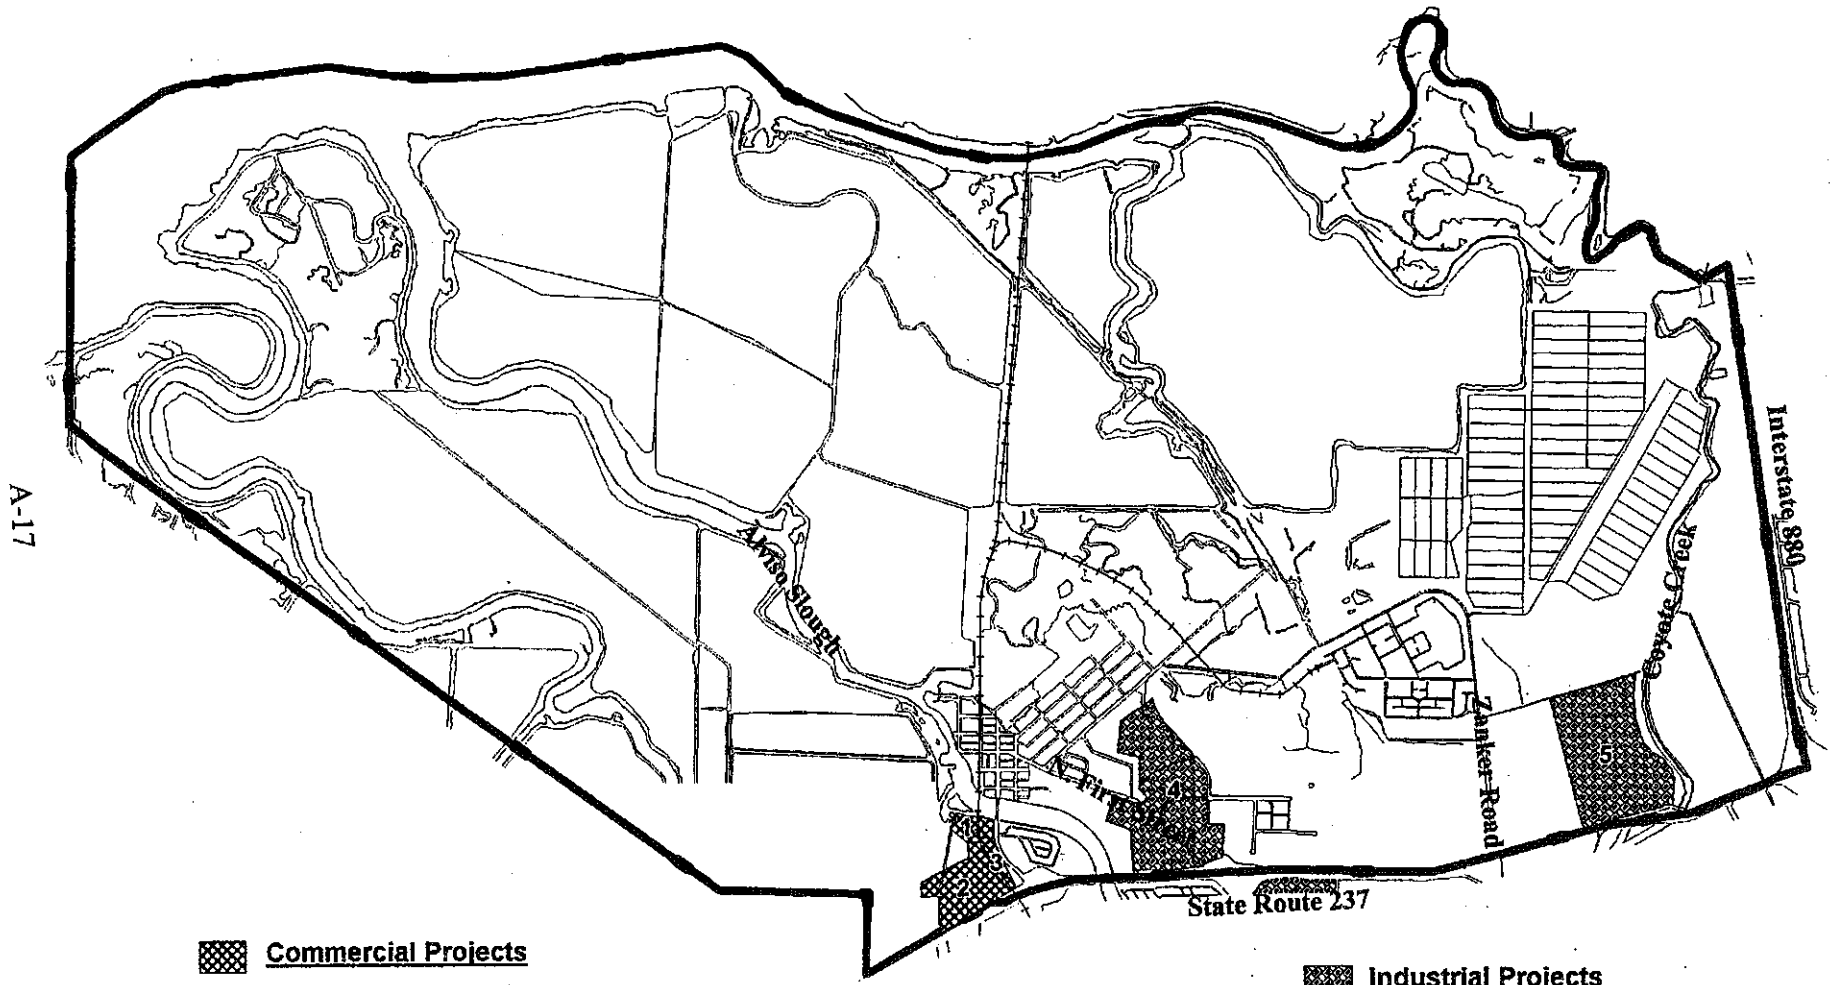 Interstate 880
A-17
Alviso Slough
Coyote Creek
Zanker Road
N. First Street
4
5
1
3
2
State Route 237
Commercial Projects
Industrial Projects